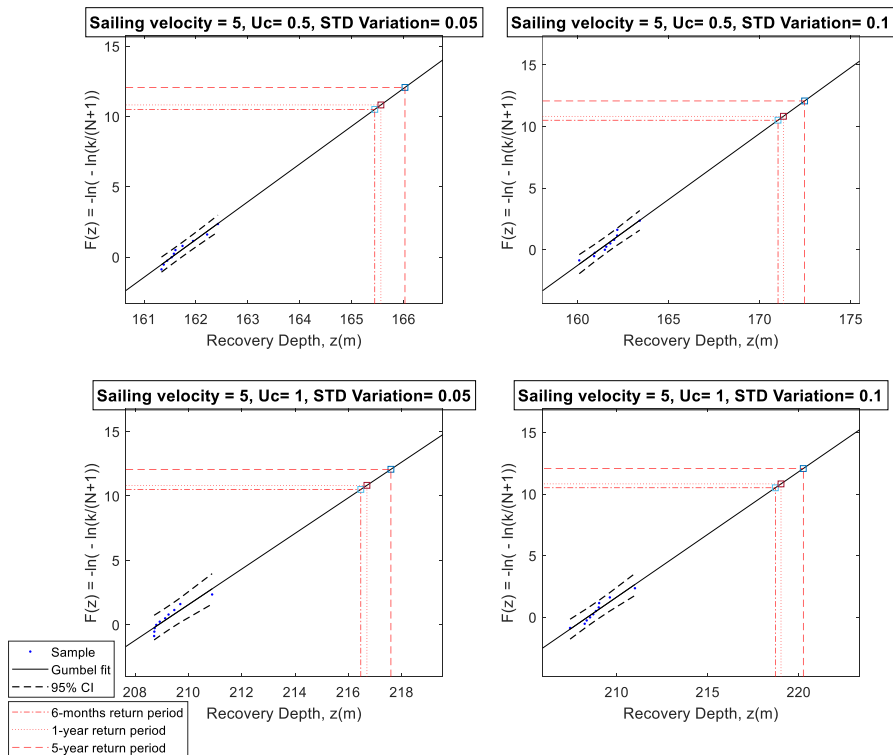 Sailing velocity = 5, Uc= 0.5, STD Variation= 0.05
15
10
5
0
F(z) = -ln( - ln(k/(N+1))
161 162 163 164 165 166
Recovery Depth, z(m)
Sailing velocity = 5, Uc= 0.5, STD Variation= 0.1
15
10
5
0
F(z) = -ln( - ln(k/(N+1))
160 165 170 175
Recovery Depth, z(m)
Sailing velocity = 5, Uc= 1, STD Variation= 0.05
15
10
5
0
F(z) = -ln( - ln(k/(N+1))
208 210 212 214 216 218
Recovery Depth, z(m)
Sailing velocity = 5, Uc= 1, STD Variation= 0.1
15
10
5
0
F(z) = -ln( - ln(k/(N+1))
210 215 220
Recovery Depth, z(m)
Sample
Gumbel fit
95% CI
6-months return period
1-year return period
5-year return period